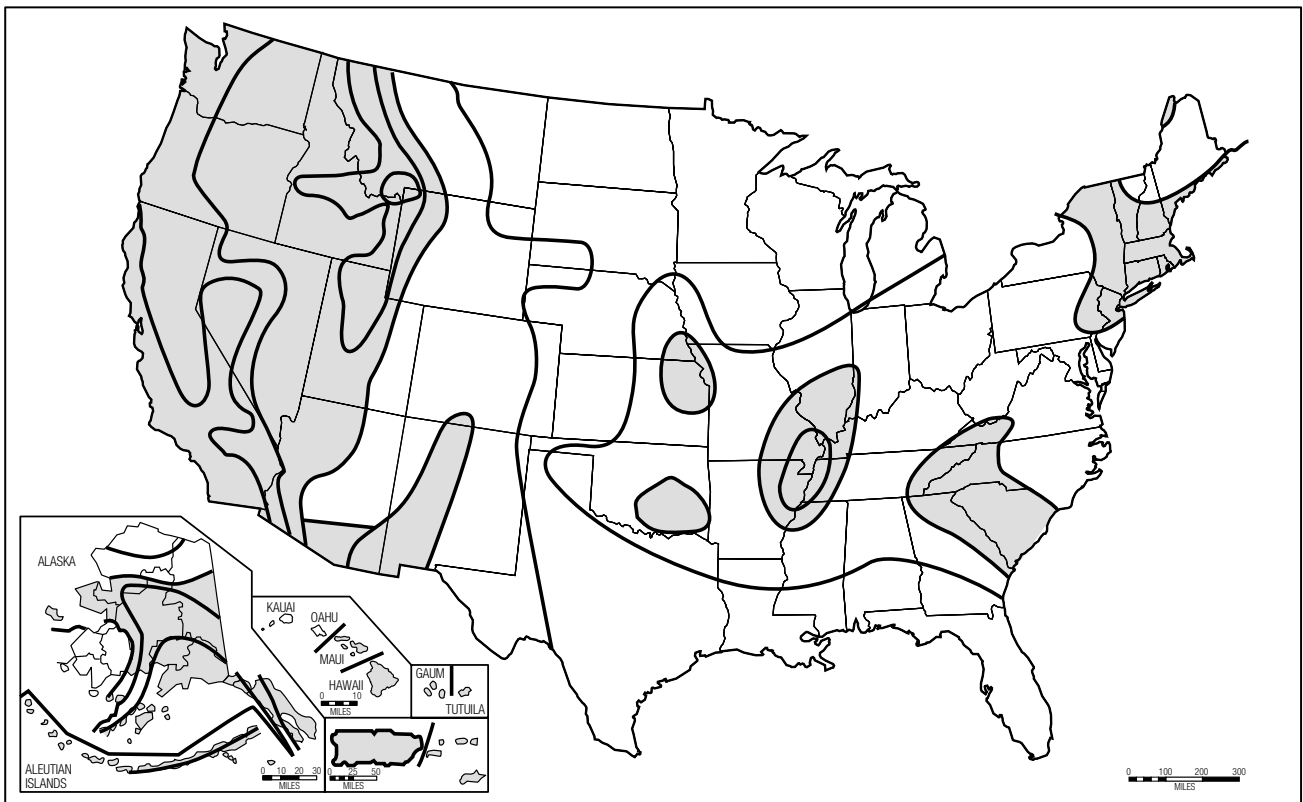 ALASKA
KAUAI
OAHU
MAUI
HAWAII
0 10
MILES
GAUM
TUTUILA
ALEUTIAN
ISLANDS
0 10 20 30
MILES
0 25 50
MILES
0 100 200 300
MILES